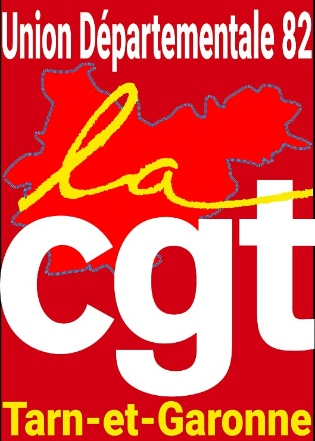 Union Départementale 82
la
cgt
Tarn-et-Garonne